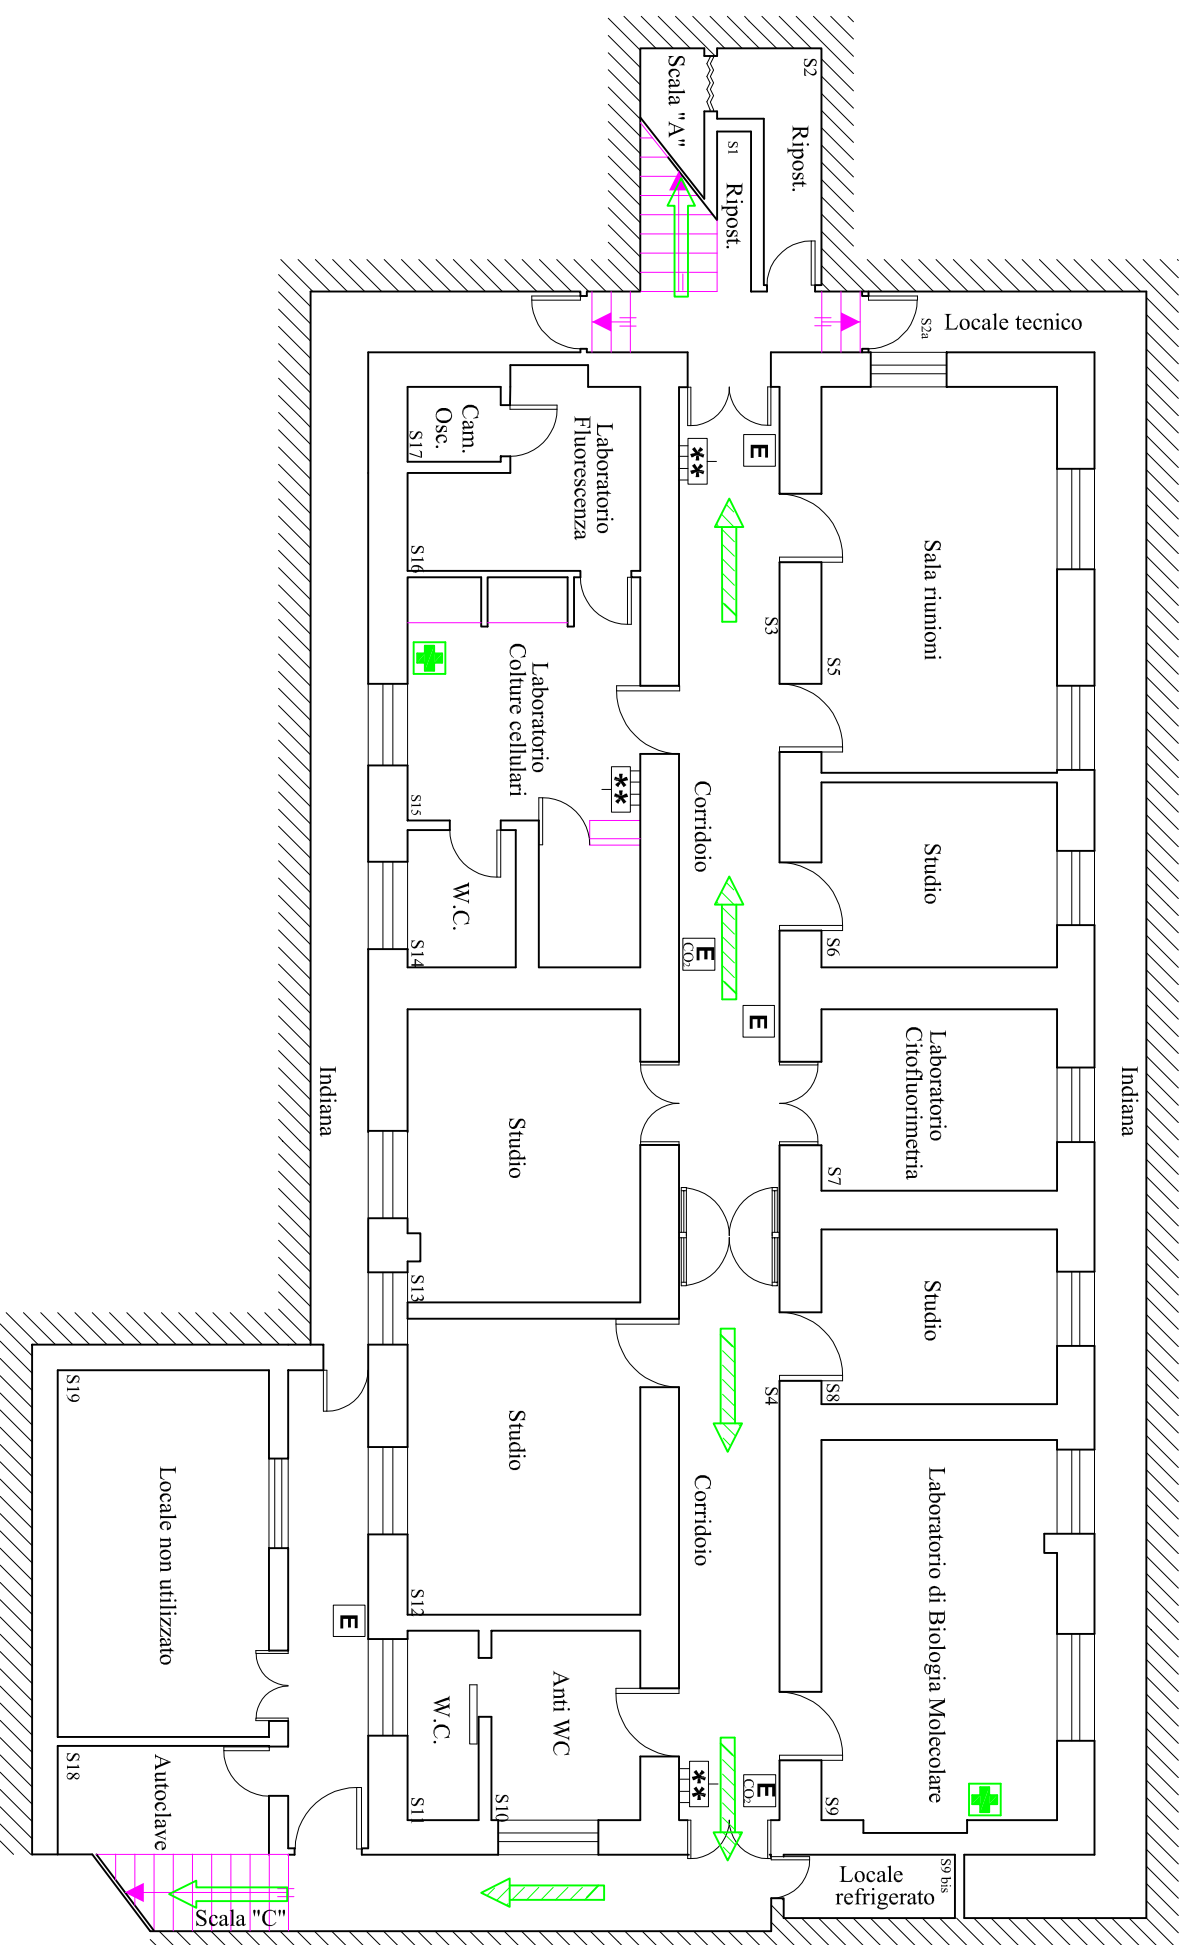 S2
Ripost.
Scala "A"
S1
Ripost.
S2a
Locale tecnico
Cam.
Osc.
S17
Laboratorio
Fluorescenza
S16
**
E
S3
Sala riunioni
S5
Laboratorio
Colture cellulari
S15
**
Corridoio
Studio
S6
W.C.
S14
E
CO2
E
Laboratorio
Citofluorimetria
S7
Indiana
Indiana
Studio
S13
Studio
S8
S4
Studio
S12
Corridoio
Laboratorio di Biologia Molecolare
S9
S19
Locale non utilizzato
E
W.C.
S11
Anti WC
S10
**
E
CO2
S18
Autoclave
Scala "C"
Locale
refrigerato
S9 bis